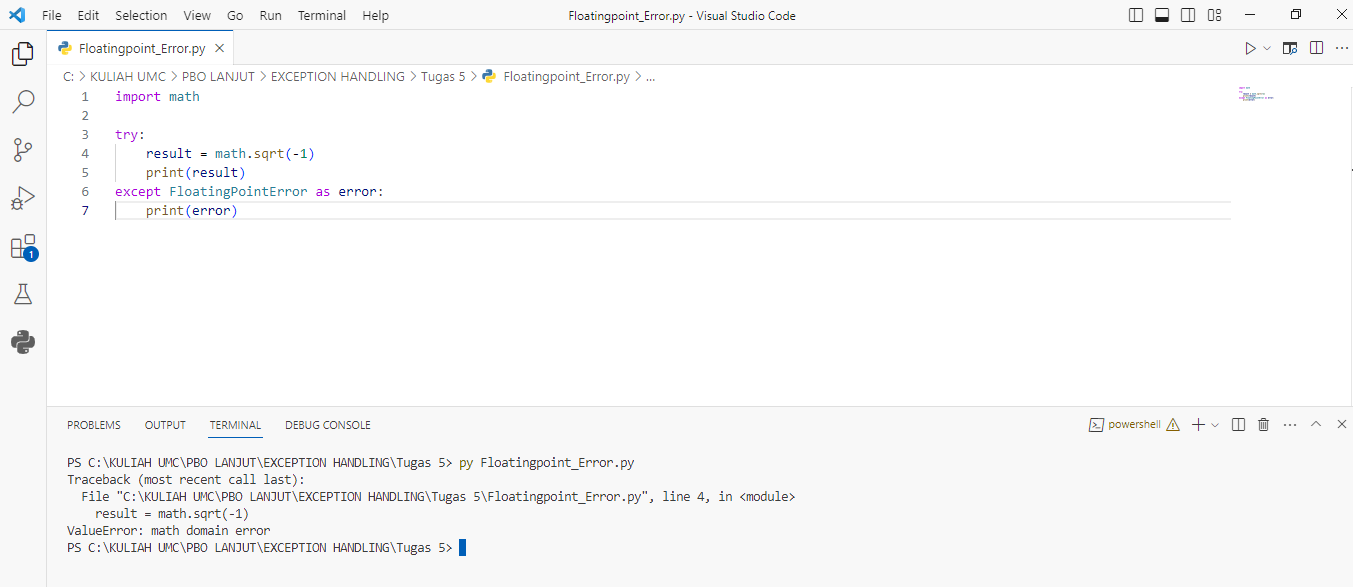 File Edit Selection View Go Run Terminal Help Floatingpoint_Error.py - Visual Studio Code
Floatingpoint_Error.py
C: > KULIAH UMC > PBO LANJUT > EXCEPTION HANDLING > Tugas 5 > Floatingpoint_Error.py > ...
1 import math
2
3 try:
4     result = math.sqrt(-1)
5     print(result)
6 except FloatingPointError as error:
7     print(error)
1
PROBLEMS OUTPUT TERMINAL DEBUG CONSOLE powershell
PS C:\KULIAH UMC\PBO LANJUT\EXCEPTION HANDLING\Tugas 5> py Floatingpoint_Error.py
Traceback (most recent call last):
  File "C:\KULIAH UMC\PBO LANJUT\EXCEPTION HANDLING\Tugas 5\Floatingpoint_Error.py", line 4, in <module>
    result = math.sqrt(-1)
ValueError: math domain error
PS C:\KULIAH UMC\PBO LANJUT\EXCEPTION HANDLING\Tugas 5>